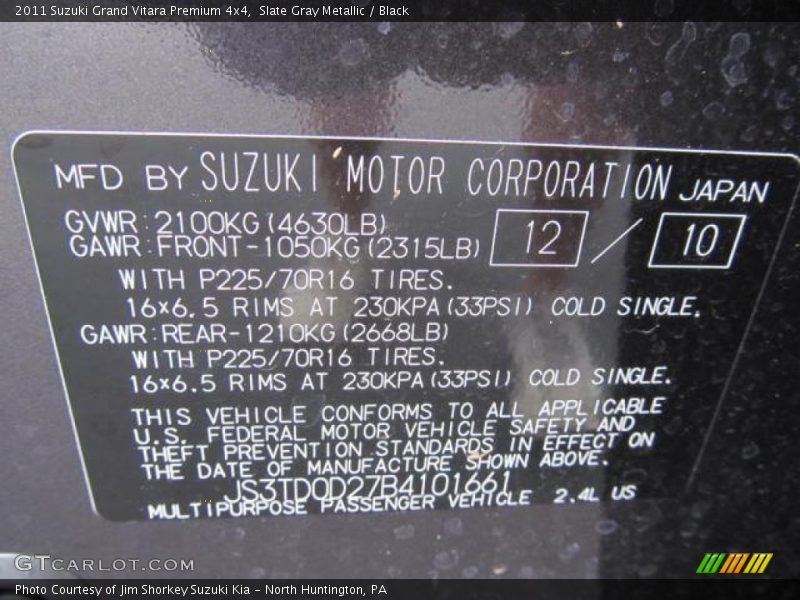 2011 Suzuki Grand Vitara Premium 4x4, Slate Gray Metallic / Black
MFD BY SUZUKI MOTOR CORPORATION JAPAN
GVWR:2100KG(4630LB) 12 / 10
GAWR:FRONT-1050KG(2315LB)
WITH P225/70R16 TIRES.
16×6.5 RIMS AT 230KPA(33PSI) COLD SINGLE.
GAWR:REAR-1210KG(2668LB)
WITH P225/70R16 TIRES.
16×6.5 RIMS AT 230KPA(33PSI) COLD SINGLE.
THIS VEHICLE CONFORMS TO ALL APPLICABLE
U.S. FEDERAL MOTOR VEHICLE SAFETY AND
THEFT PREVENTION STANDARDS IN EFFECT ON
THE DATE OF MANUFACTURE SHOWN ABOVE.
JS3TD0D27B4101661
MULTIPURPOSE PASSENGER VEHICLE 2.4L US
GTCARLOT.COM
Photo Courtesy of Jim Shorkey Suzuki Kia - North Huntington, PA